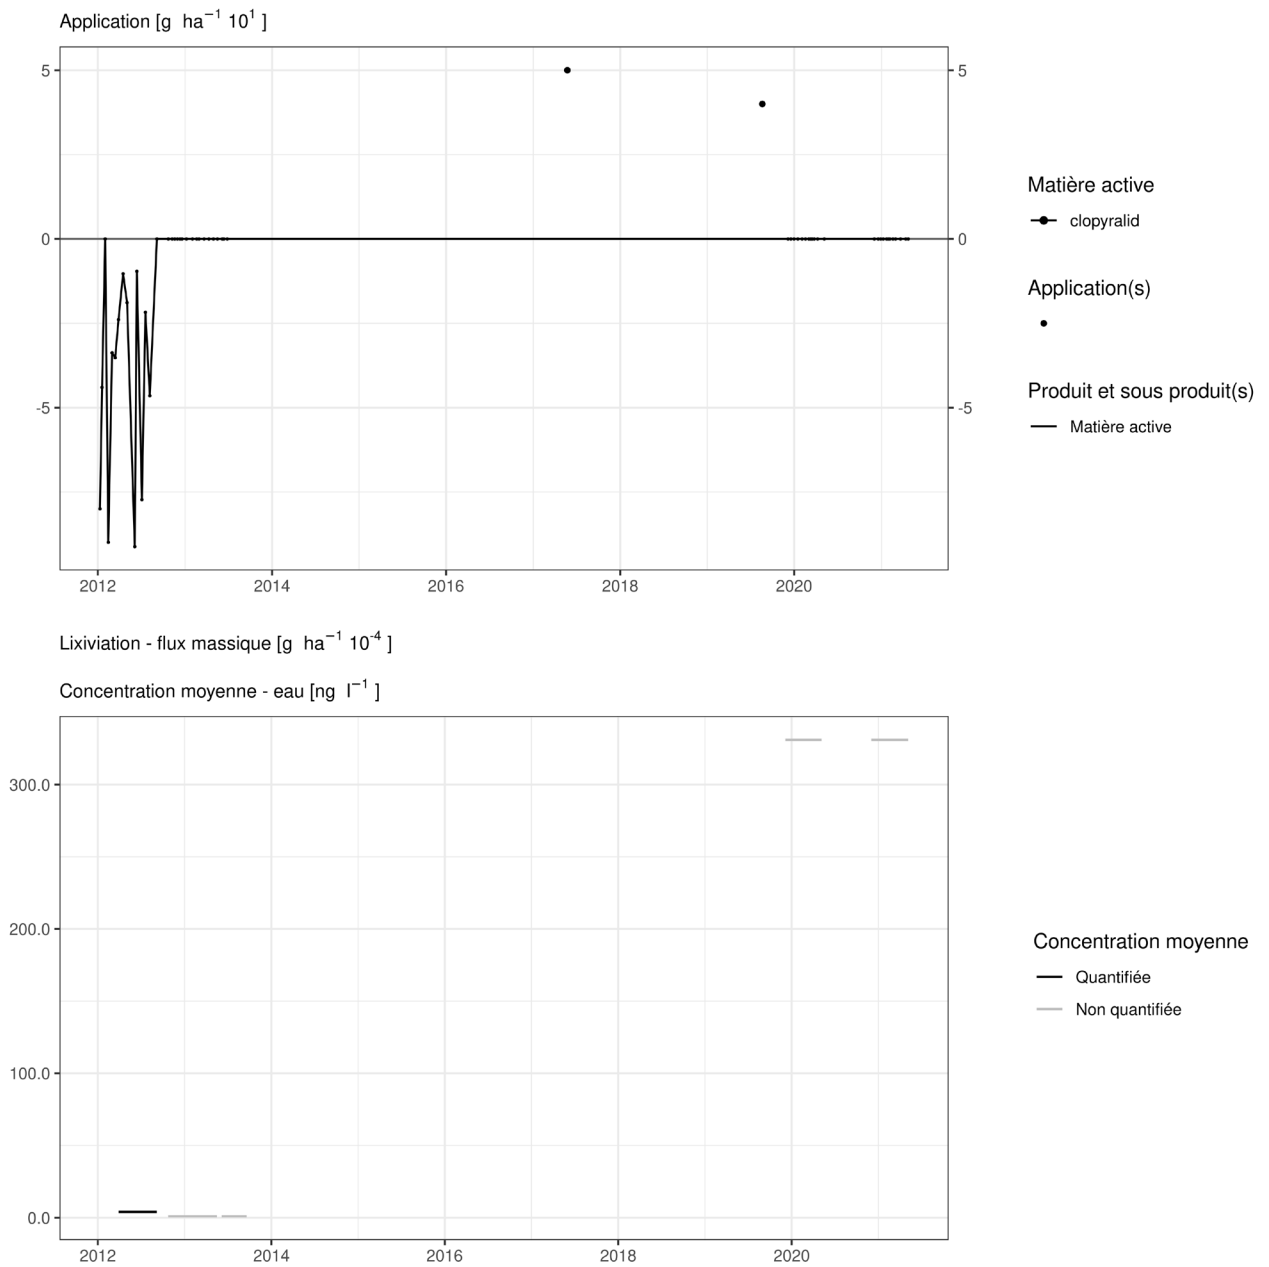 Application [g ha⁻¹ 10¹ ]
5
5
0
0
-5
-5
2012
2014
2016
2018
2020
Matière active
clopyralid
Application(s)
Produit et sous produit(s)
Matière active
Lixiviation - flux massique [g ha⁻¹ 10⁻⁴ ]
Concentration moyenne - eau [ng l⁻¹ ]
300.0
200.0
100.0
0.0
2012
2014
2016
2018
2020
Concentration moyenne
Quantifiée
Non quantifiée